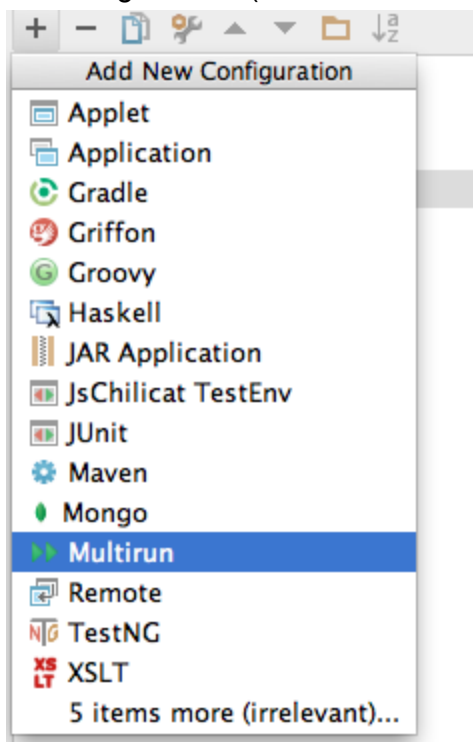 Add New Configuration
Applet
Application
Gradle
Griffon
Groovy
Haskell
JAR Application
JsChilicat TestEnv
JUnit
Maven
Mongo
Multirun
Remote
TestNG
XSLT
5 items more (irrelevant)...